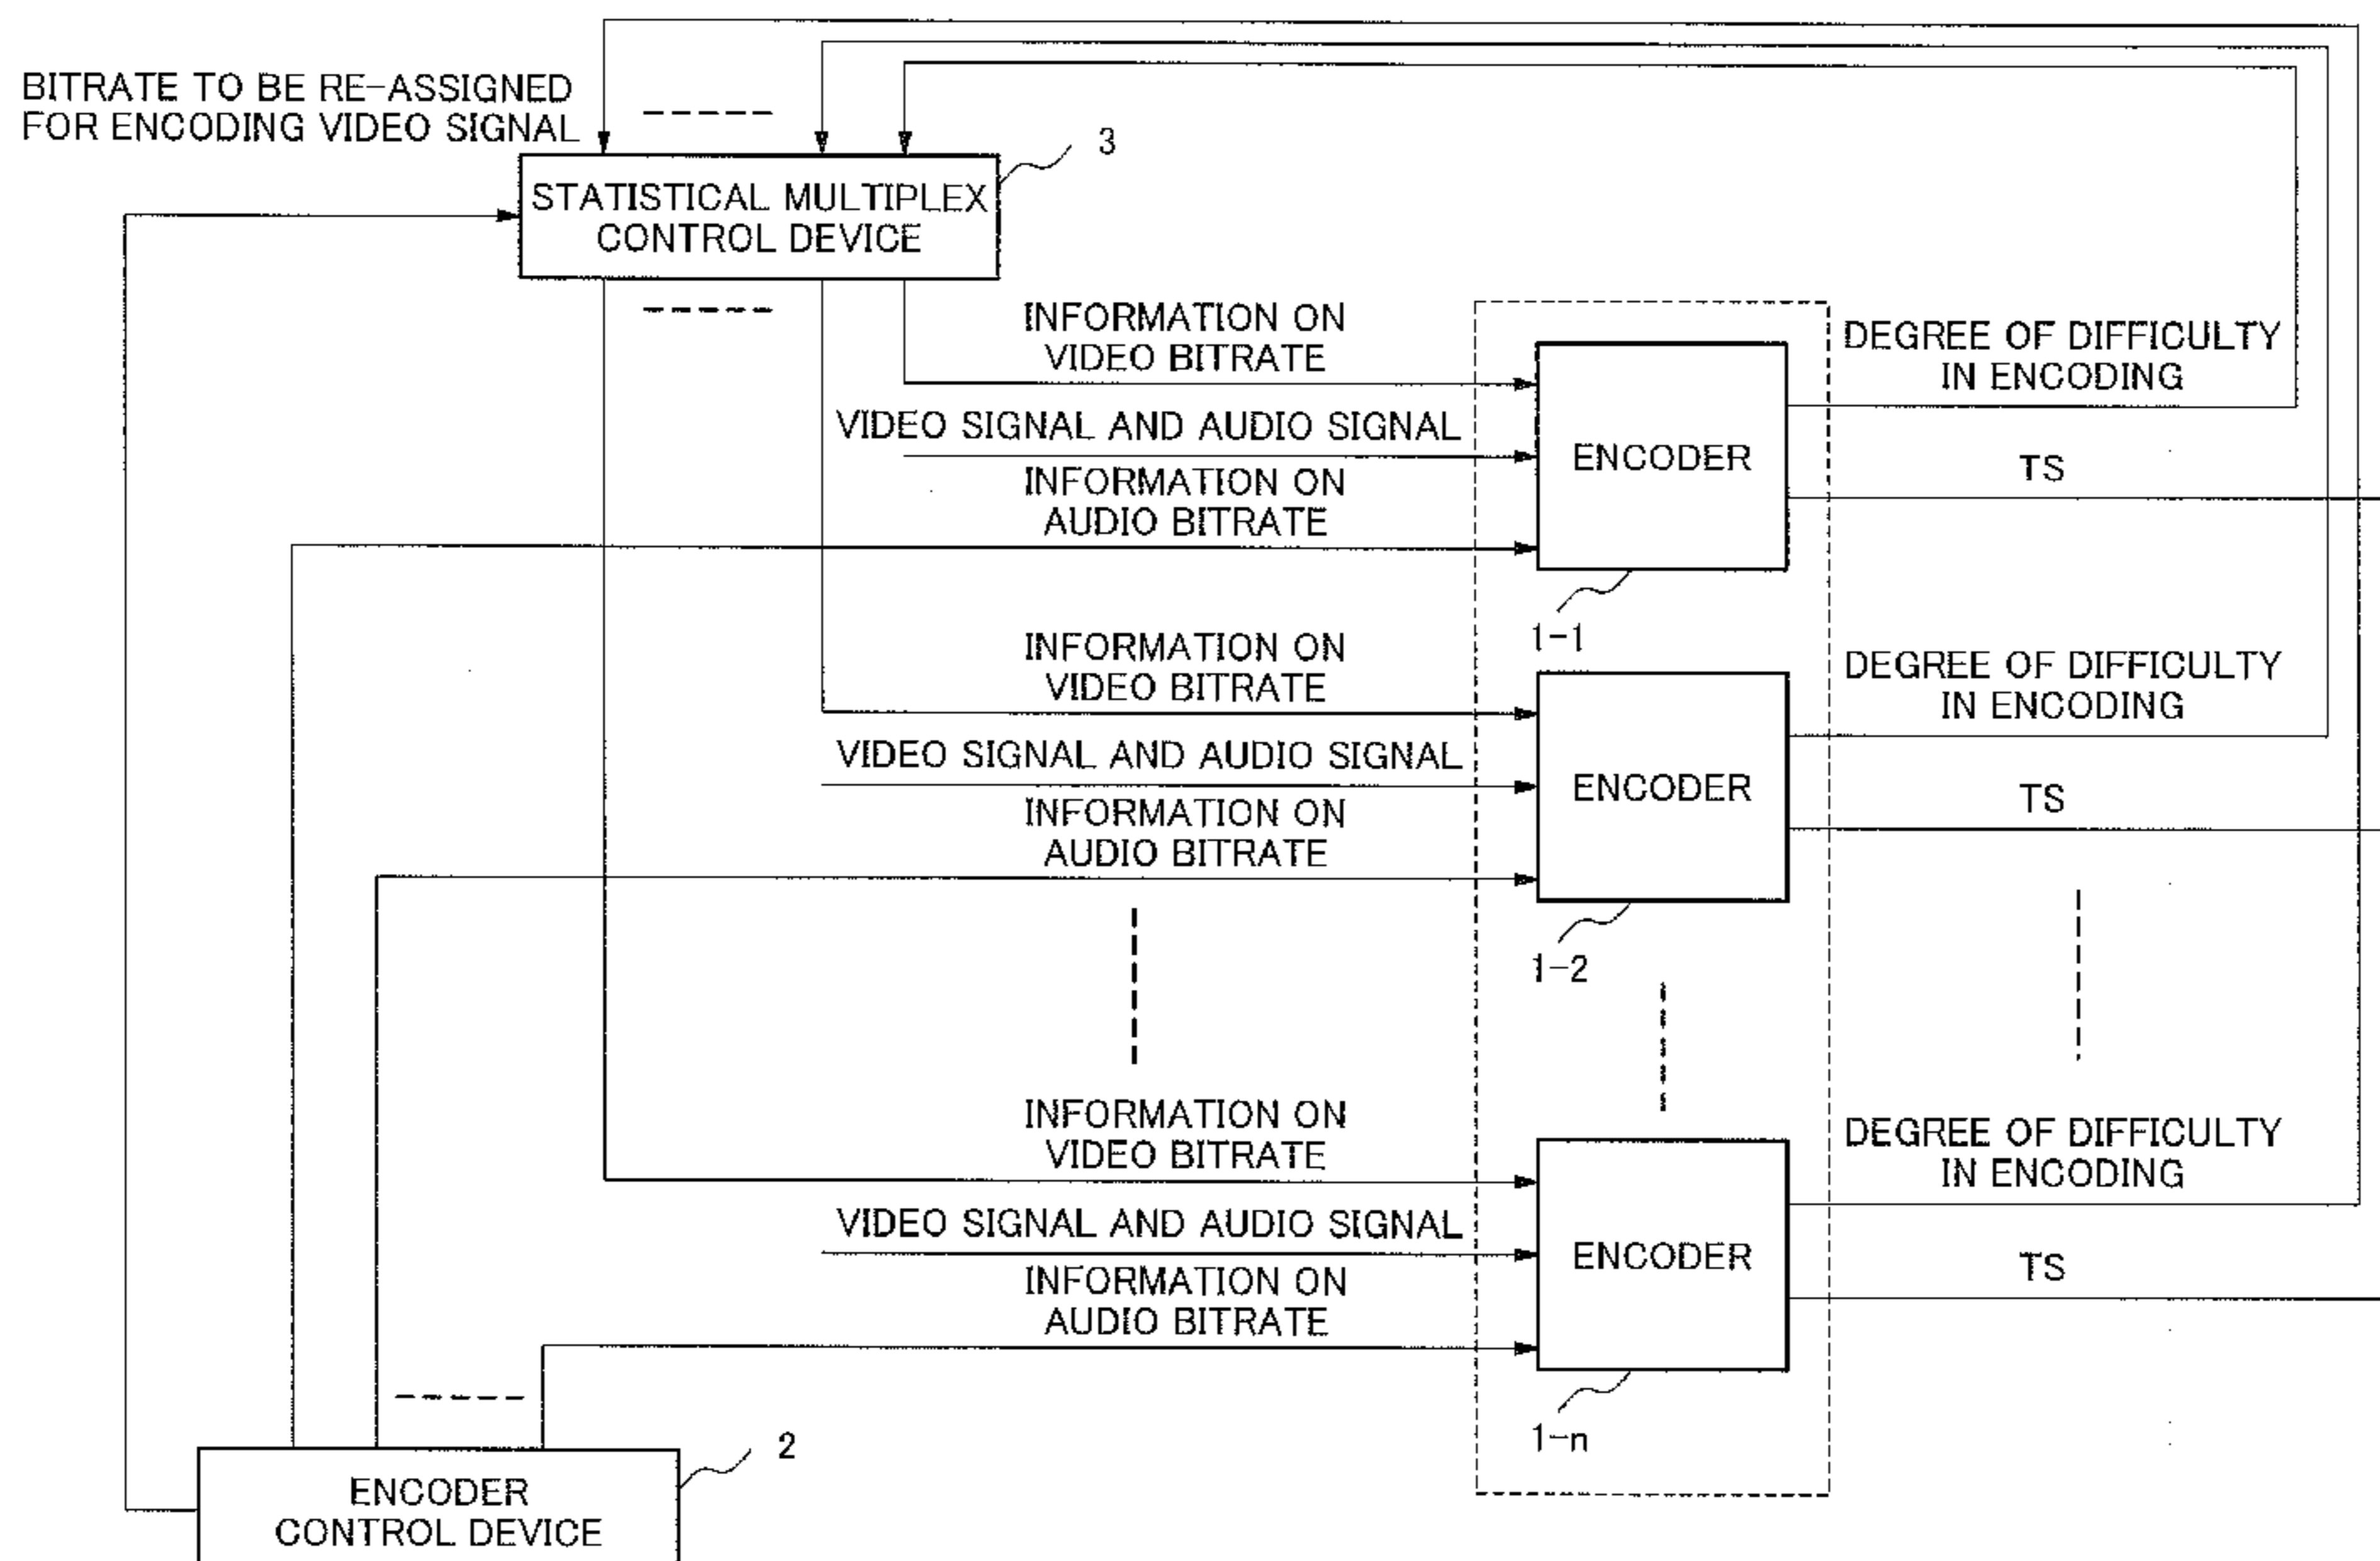 BITRATE TO BE RE-ASSIGNED
FOR ENCODING VIDEO SIGNAL
3
STATISTICAL MULTIPLEX
CONTROL DEVICE
INFORMATION ON
VIDEO BITRATE
DEGREE OF DIFFICULTY
IN ENCODING
VIDEO SIGNAL AND AUDIO SIGNAL
ENCODER
TS
INFORMATION ON
AUDIO BITRATE
1-1
INFORMATION ON
VIDEO BITRATE
DEGREE OF DIFFICULTY
IN ENCODING
VIDEO SIGNAL AND AUDIO SIGNAL
ENCODER
TS
INFORMATION ON
AUDIO BITRATE
1-2
INFORMATION ON
VIDEO BITRATE
DEGREE OF DIFFICULTY
IN ENCODING
VIDEO SIGNAL AND AUDIO SIGNAL
ENCODER
TS
INFORMATION ON
AUDIO BITRATE
1-n
2
ENCODER
CONTROL DEVICE